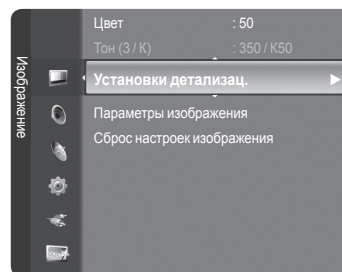 Изображение
Цвет : 50
Тон (З / К) : 350 / К50
Установки детализац.
Параметры изображения
Сброс настроек изображения